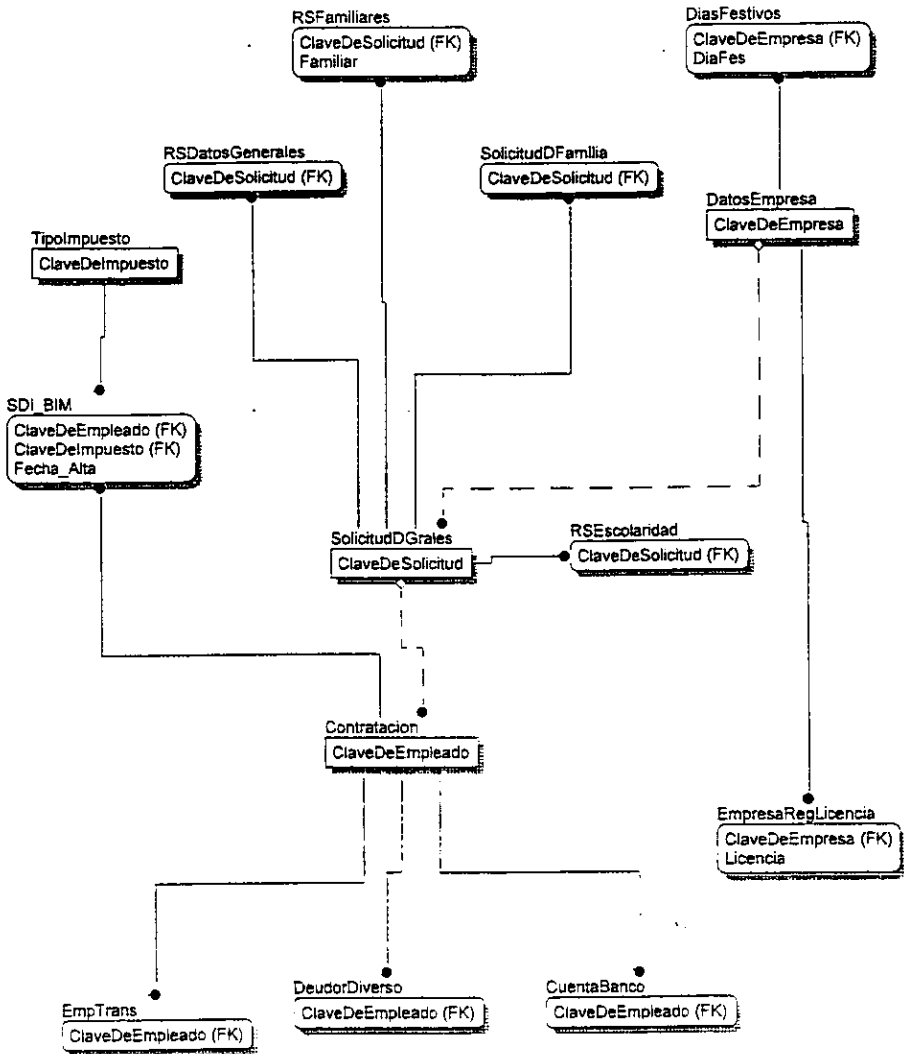 RSFamiliares
ClaveDeSolicitud (FK)
Familiar
DiasFestivos
ClaveDeEmpresa (FK)
DiaFes
RSDatosGenerales
ClaveDeSolicitud (FK)
SolicitudDFamilia
ClaveDeSolicitud (FK)
DatosEmpresa
ClaveDeEmpresa
TipoImpuesto
ClaveDeImpuesto
SDI_BIM
ClaveDeEmpleado (FK)
ClaveDeImpuesto (FK)
Fecha_Alta
SolicitudDGrales
ClaveDeSolicitud
RSEscolaridad
ClaveDeSolicitud (FK)
Contratacion
ClaveDeEmpleado
EmpresaRegLicencia
ClaveDeEmpresa (FK)
Licencia
EmpTrans
ClaveDeEmpleado (FK)
DeudorDiverso
ClaveDeEmpleado (FK)
CuentaBanco
ClaveDeEmpleado (FK)